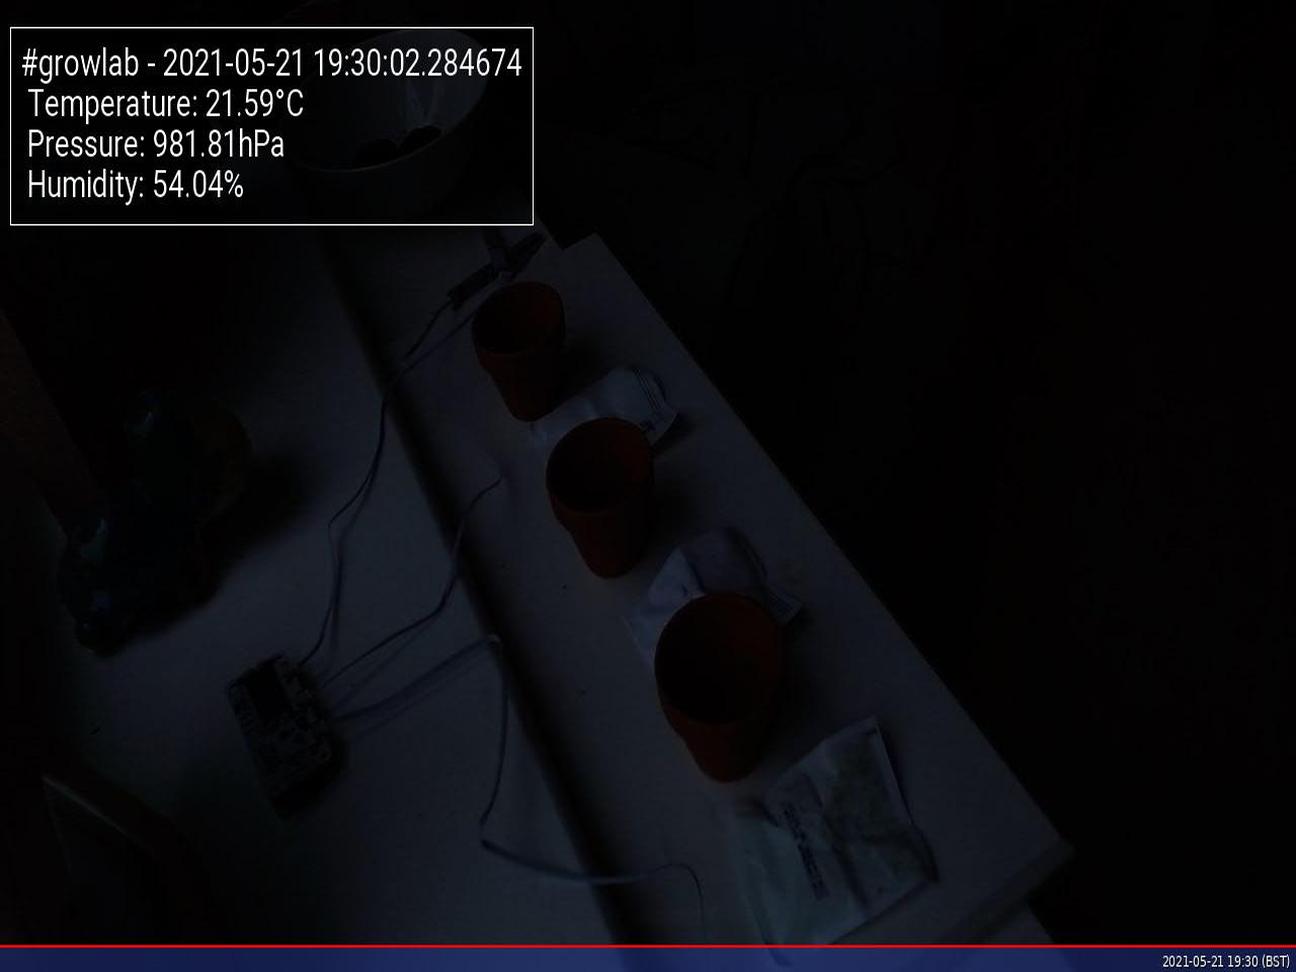 #growlab - 2021-05-21 19:30:02.284674
Temperature: 21.59°C
Pressure: 981.81hPa
Humidity: 54.04%
2021-05-21 19:30 (BST)